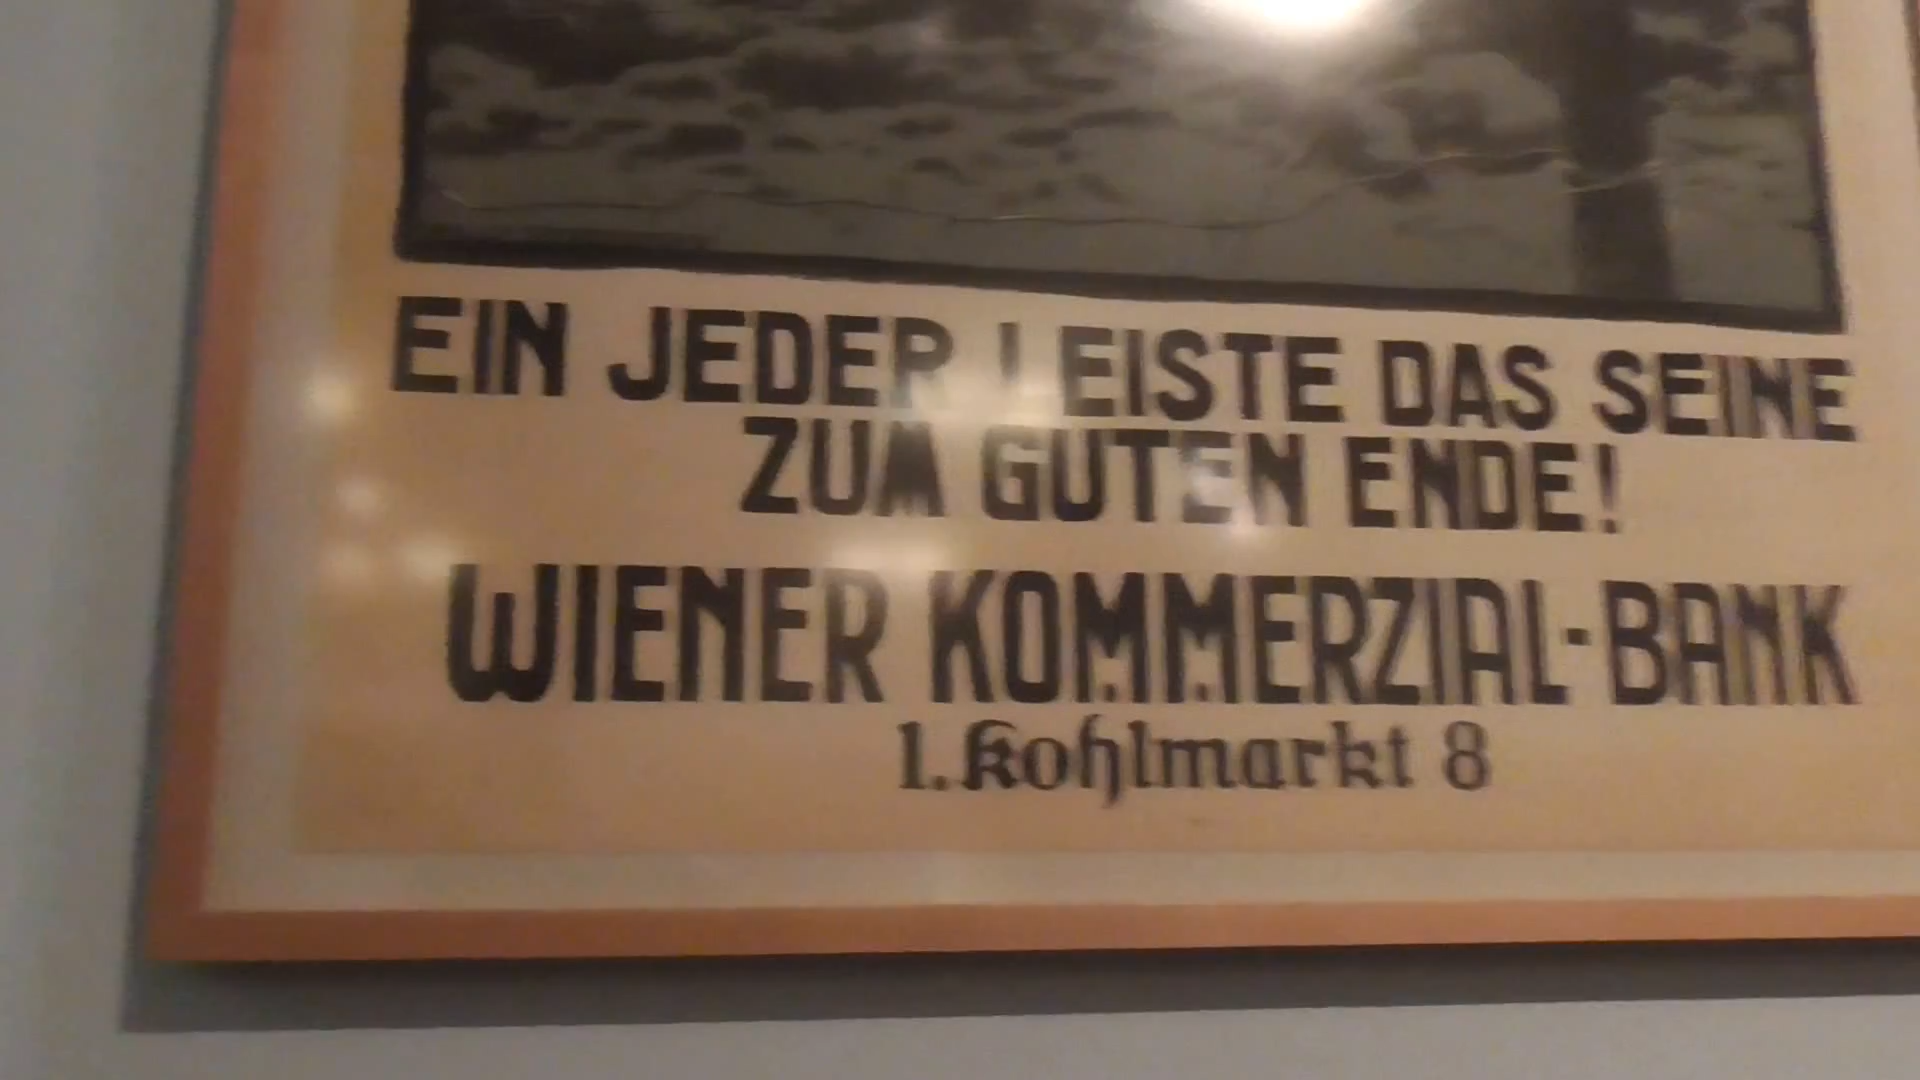 EIN JEDER LEISTE DAS SEINE
ZUM GUTEN ENDE!
WIENER KOMMERZIAL-BANK
1. Kohlmarkt 8